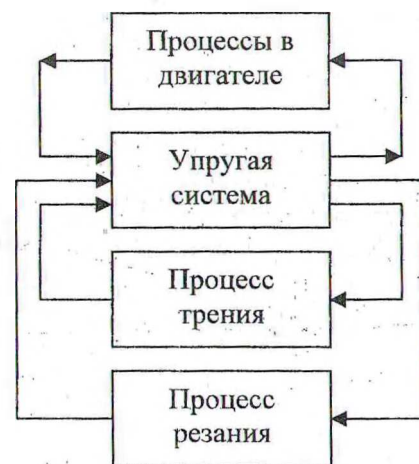 Процессы в
двигателе
Упругая
система
Процесс
трения
Процесс
резания